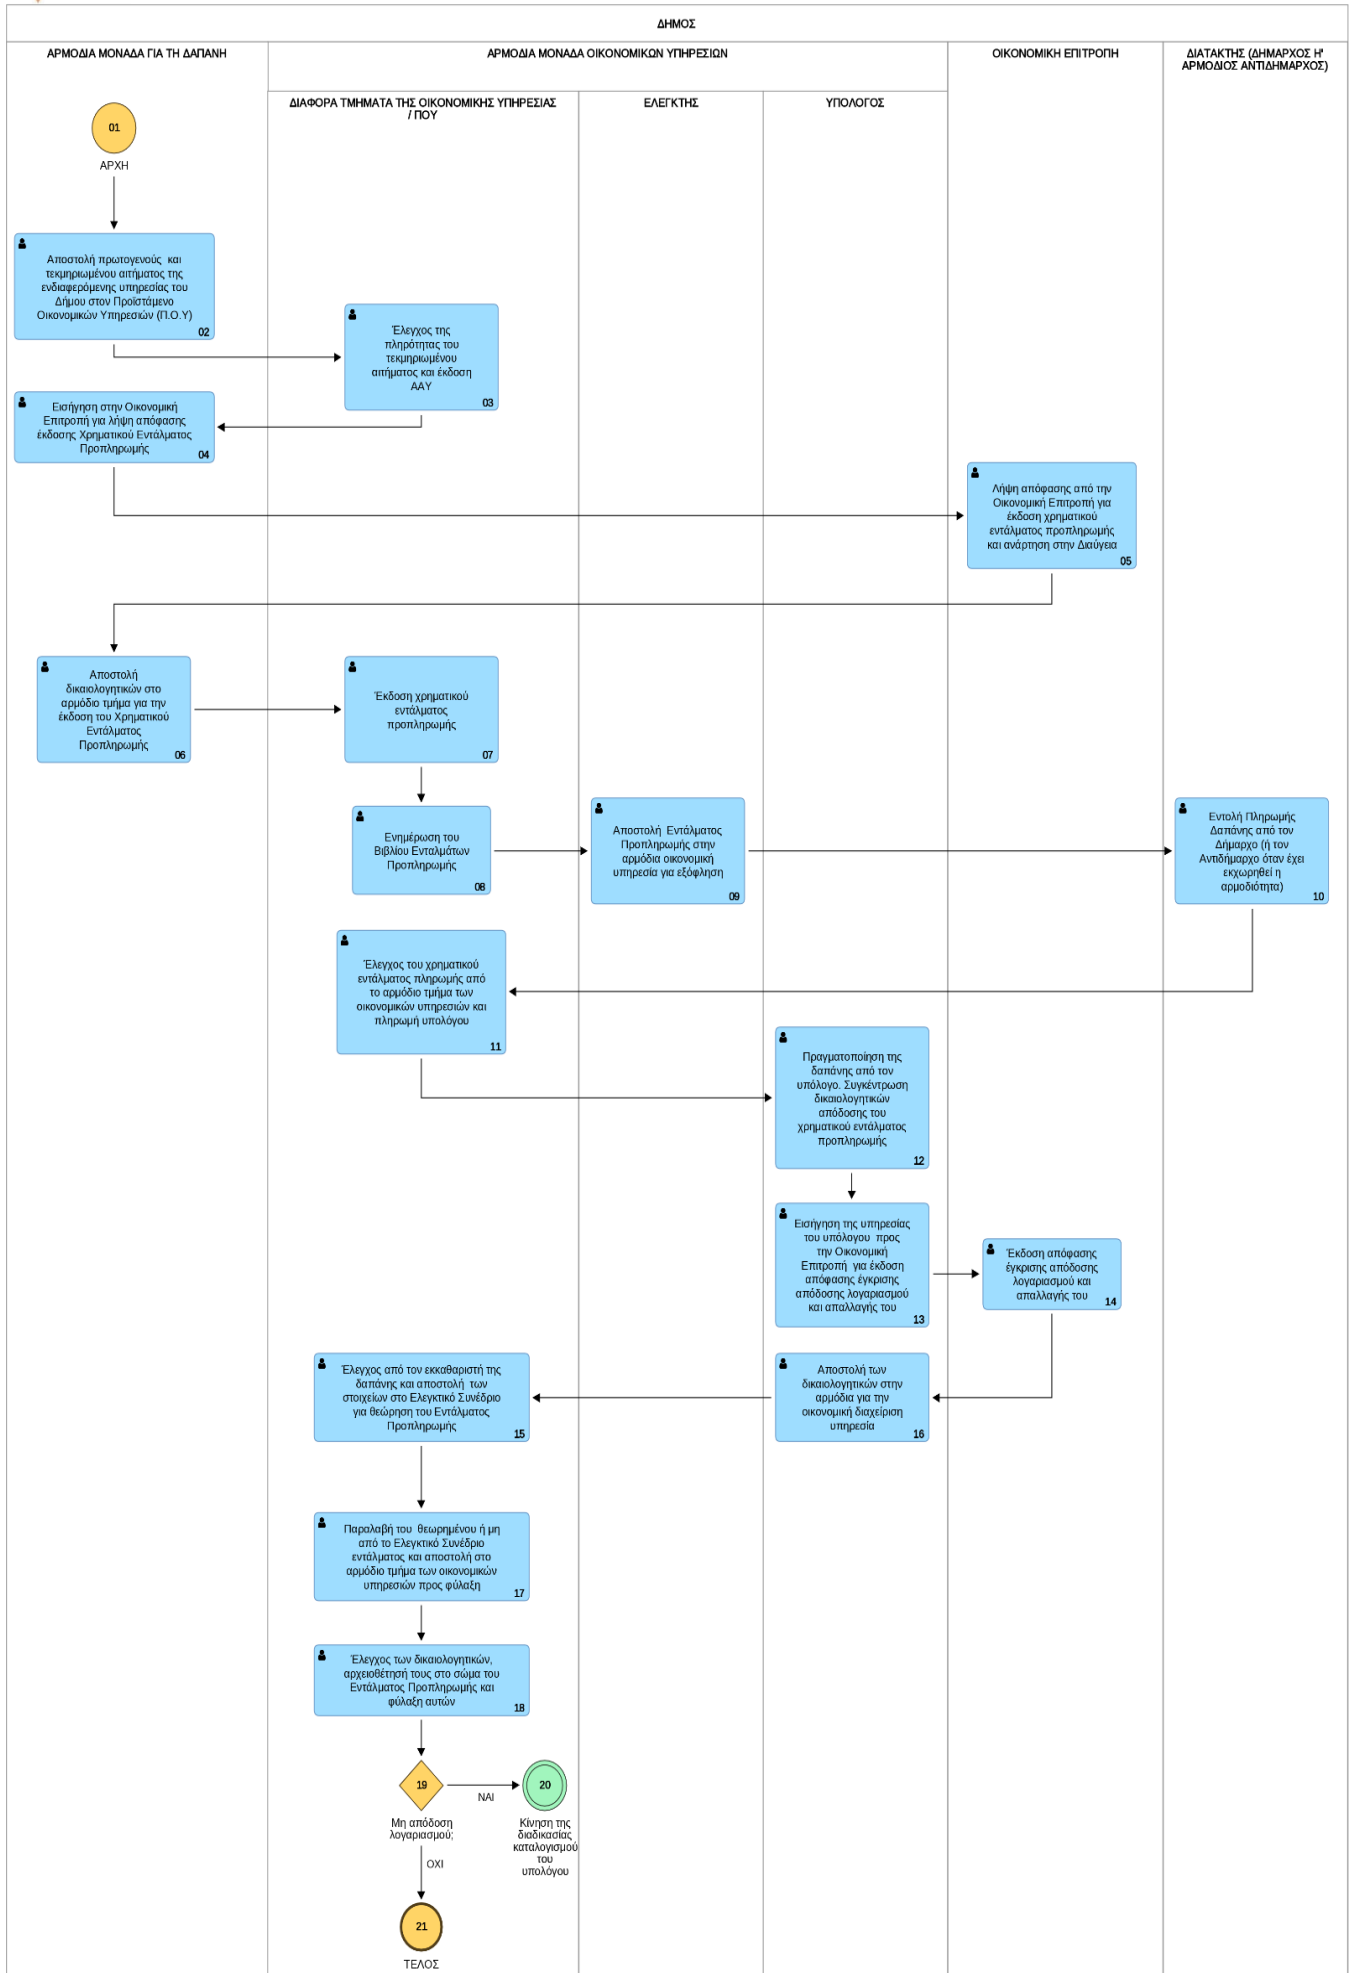 ΔΗΜΟΣ
ΑΡΜΟΔΙΑ ΜΟΝΑΔΑ ΓΙΑ ΤΗ ΔΑΠΑΝΗ
ΑΡΜΟΔΙΑ ΜΟΝΑΔΑ ΟΙΚΟΝΟΜΙΚΩΝ ΥΠΗΡΕΣΙΩΝ
ΟΙΚΟΝΟΜΙΚΗ ΕΠΙΤΡΟΠΗ
ΔΙΑΤΑΚΤΗΣ (ΔΗΜΑΡΧΟΣ Η'
ΑΡΜΟΔΙΟΣ ΑΝΤΙΔΗΜΑΡΧΟΣ)
ΔΙΑΦΟΡΑ ΤΜΗΜΑΤΑ ΤΗΣ ΟΙΚΟΝΟΜΙΚΗΣ ΥΠΗΡΕΣΙΑΣ
/ ΠΟΥ
ΕΛΕΓΚΤΗΣ
ΥΠΟΛΟΓΟΣ
01
ΑΡΧΗ
Αποστολή πρωτογενούς και
τεκμηριωμένου αιτήματος της
ενδιαφερόμενης υπηρεσίας του
Δήμου στον Προϊστάμενο
Οικονομικών Υπηρεσιών (Π.Ο.Υ)
02
Έλεγχος της
πληρότητας του
τεκμηριωμένου
αιτήματος και έκδοση
ΑΑΥ
03
Εισήγηση στην Οικονομική
Επιτροπή για λήψη απόφασης
έκδοσης Χρηματικού Εντάλματος
Προπληρωμής
04
Λήψη απόφασης από την
Οικονομική Επιτροπή για
έκδοση χρηματικού
εντάλματος προπληρωμής
και ανάρτηση στην Διαύγεια
05
Αποστολή
δικαιολογητικών στο
αρμόδιο τμήμα για την
έκδοση του Χρηματικού
Εντάλματος
Προπληρωμής
06
Έκδοση χρηματικού
εντάλματος
προπληρωμής
07
Ενημέρωση του
Βιβλίου Ενταλμάτων
Προπληρωμής
08
Αποστολή Εντάλματος
Προπληρωμής στην
αρμόδια οικονομική
υπηρεσία για εξόφληση
09
Εντολή Πληρωμής
Δαπάνης από τον
Δήμαρχο (ή τον
Αντιδήμαρχο όταν έχει
εκχωρηθεί η
αρμοδιότητα)
10
Έλεγχος του χρηματικού
εντάλματος πληρωμής από
το αρμόδιο τμήμα των
οικονομικών υπηρεσιών και
πληρωμή υπολόγου
11
Πραγματοποίηση της
δαπάνης από τον
υπόλογο. Συγκέντρωση
δικαιολογητικών
απόδοσης του
χρηματικού εντάλματος
προπληρωμής
12
Εισήγηση της υπηρεσίας
του υπόλογου προς
την Οικονομική
Επιτροπή για έκδοση
απόφασης έγκρισης
απόδοσης λογαριασμού
και απαλλαγής του
13
Έκδοση απόφασης
έγκρισης απόδοσης
λογαριασμού και
απαλλαγής του
14
Έλεγχος από τον εκκαθαριστή της
δαπάνης και αποστολή των
στοιχείων στο Ελεγκτικό Συνέδριο
για θεώρηση του Εντάλματος
Προπληρωμής
15
Αποστολή των
δικαιολογητικών στην
αρμόδια για την
οικονομική διαχείριση
υπηρεσία
16
Παραλαβή του θεωρημένου ή μη
από το Ελεγκτικό Συνέδριο
εντάλματος και αποστολή στο
αρμόδιο τμήμα των οικονομικών
υπηρεσιών προς φύλαξη
17
Έλεγχος των δικαιολογητικών,
αρχειοθέτησή τους στο σώμα του
Εντάλματος Προπληρωμής και
φύλαξη αυτών
18
19
ΝΑΙ
20
Μη απόδοση
λογαριασμού;
Κίνηση της
διαδικασίας
καταλογισμού
του
υπολόγου
ΟΧΙ
21
ΤΕΛΟΣ